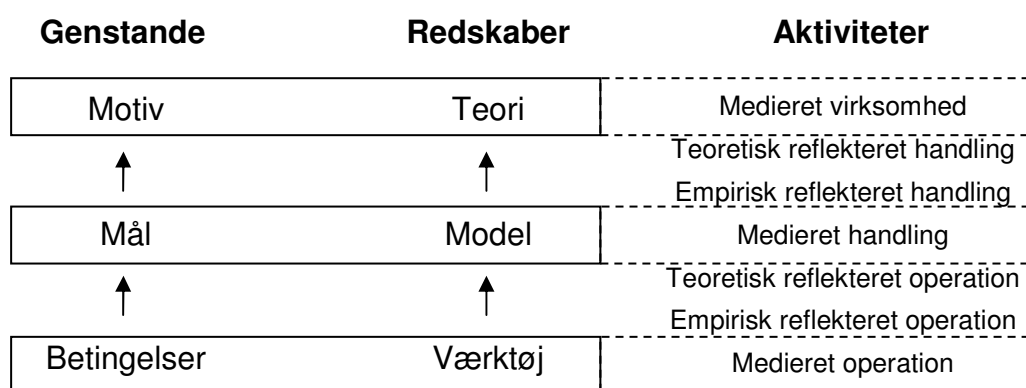 Genstande Redskaber Aktiviteter
Motiv Teori Medieret virksomhed
Teoretisk reflekteret handling
Empirisk reflekteret handling
Mål Model Medieret handling
Teoretisk reflekteret operation
Empirisk reflekteret operation
Betingelser Værktøj Medieret operation